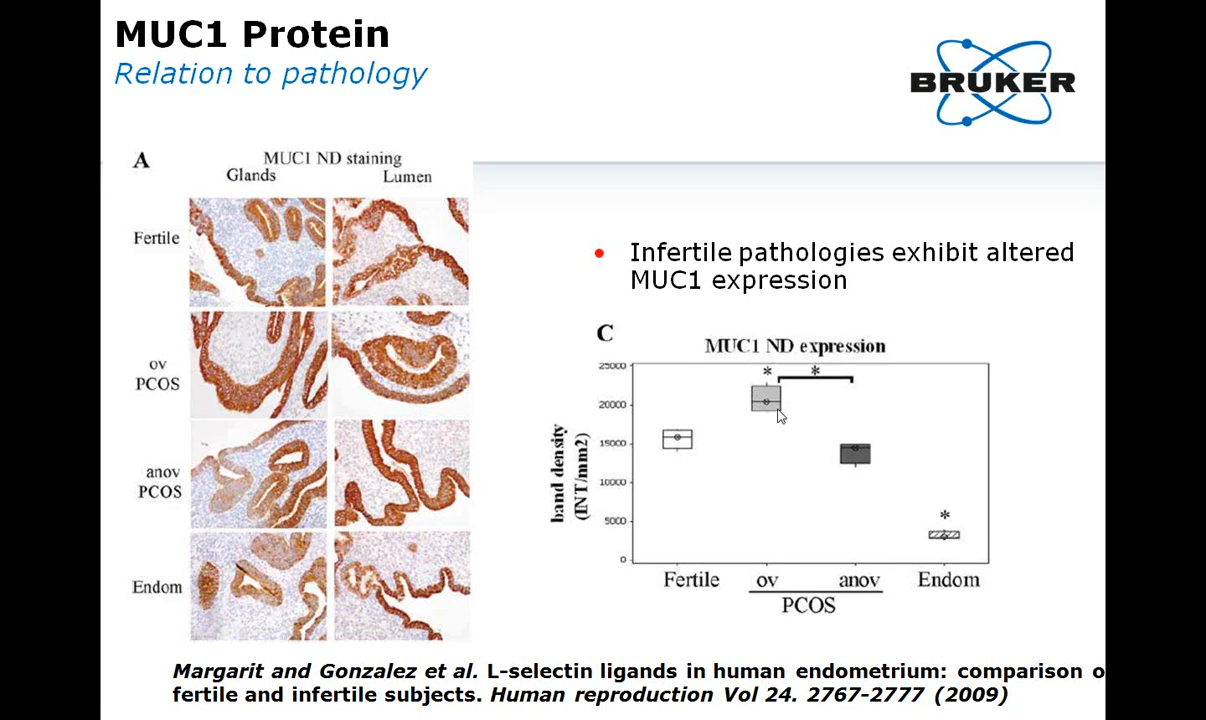 MUC1 Protein
Relation to pathology
BRUKER
A
MUC1 ND staining
Glands
Lumen
Fertile
ov
PCOS
anov
PCOS
Endom
• Infertile pathologies exhibit altered
MUC1 expression
C
MUC1 ND expression
25000
20000
15000
10000
5000
0
band density
(INT/mm2)
*
*
*
Fertile
ov
anov
Endom
PCOS
Margarit and Gonzalez et al. L-selectin ligands in human endometrium: comparison o
fertile and infertile subjects. Human reproduction Vol 24. 2767-2777 (2009)